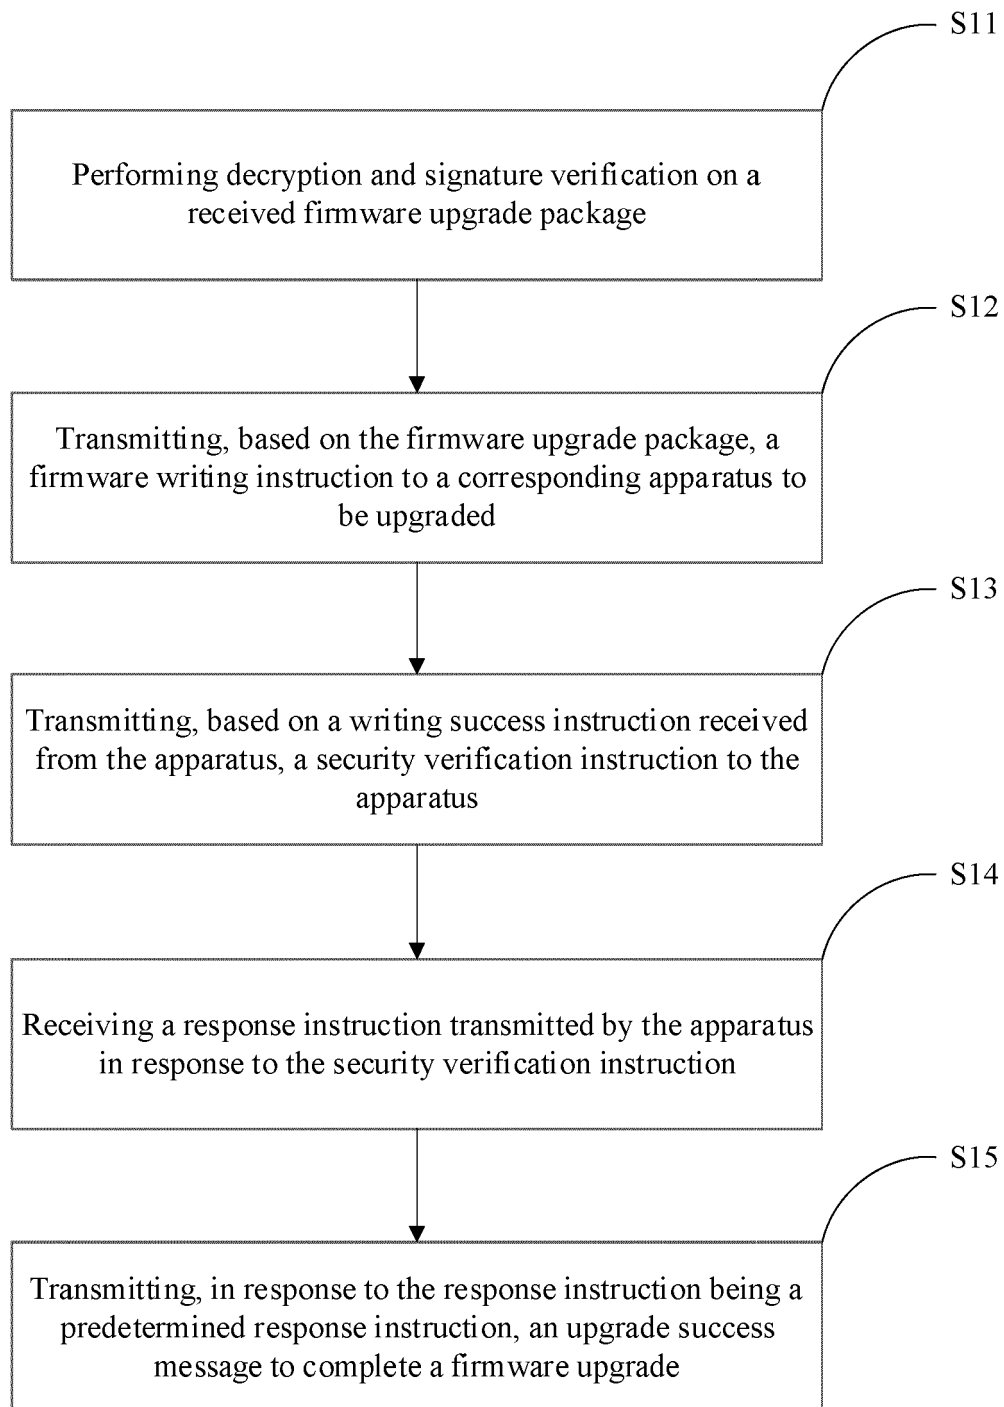 S11
Performing decryption and signature verification on a
received firmware upgrade package
S12
Transmitting, based on the firmware upgrade package, a
firmware writing instruction to a corresponding apparatus to
be upgraded
S13
Transmitting, based on a writing success instruction received
from the apparatus, a security verification instruction to the
apparatus
S14
Receiving a response instruction transmitted by the apparatus
in response to the security verification instruction
S15
Transmitting, in response to the response instruction being a
predetermined response instruction, an upgrade success
message to complete a firmware upgrade